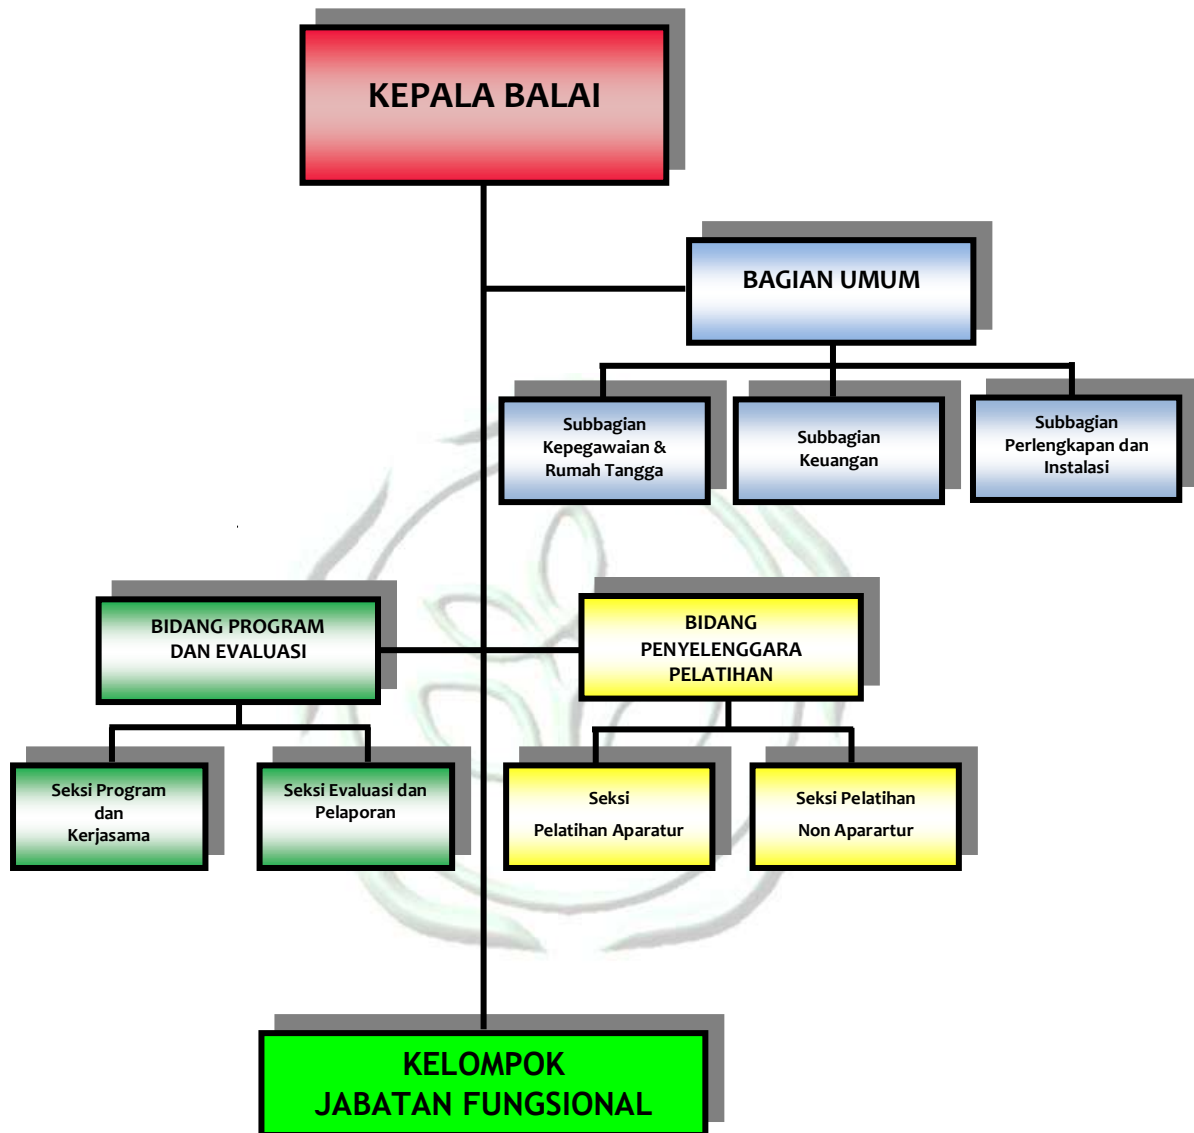 KEPALA BALAI
BAGIAN UMUM
Subbagian
Kepegawaian &
Rumah Tangga
Subbagian
Keuangan
Subbagian
Perlengkapan dan
Instalasi
BIDANG PROGRAM
DAN EVALUASI
BIDANG
PENYELENGGARA
PELATIHAN
Seksi Program
dan
Kerjasama
Seksi Evaluasi dan
Pelaporan
Seksi
Pelatihan Aparatur
Seksi Pelatihan
Non Aparartur
KELOMPOK
JABATAN FUNGSIONAL